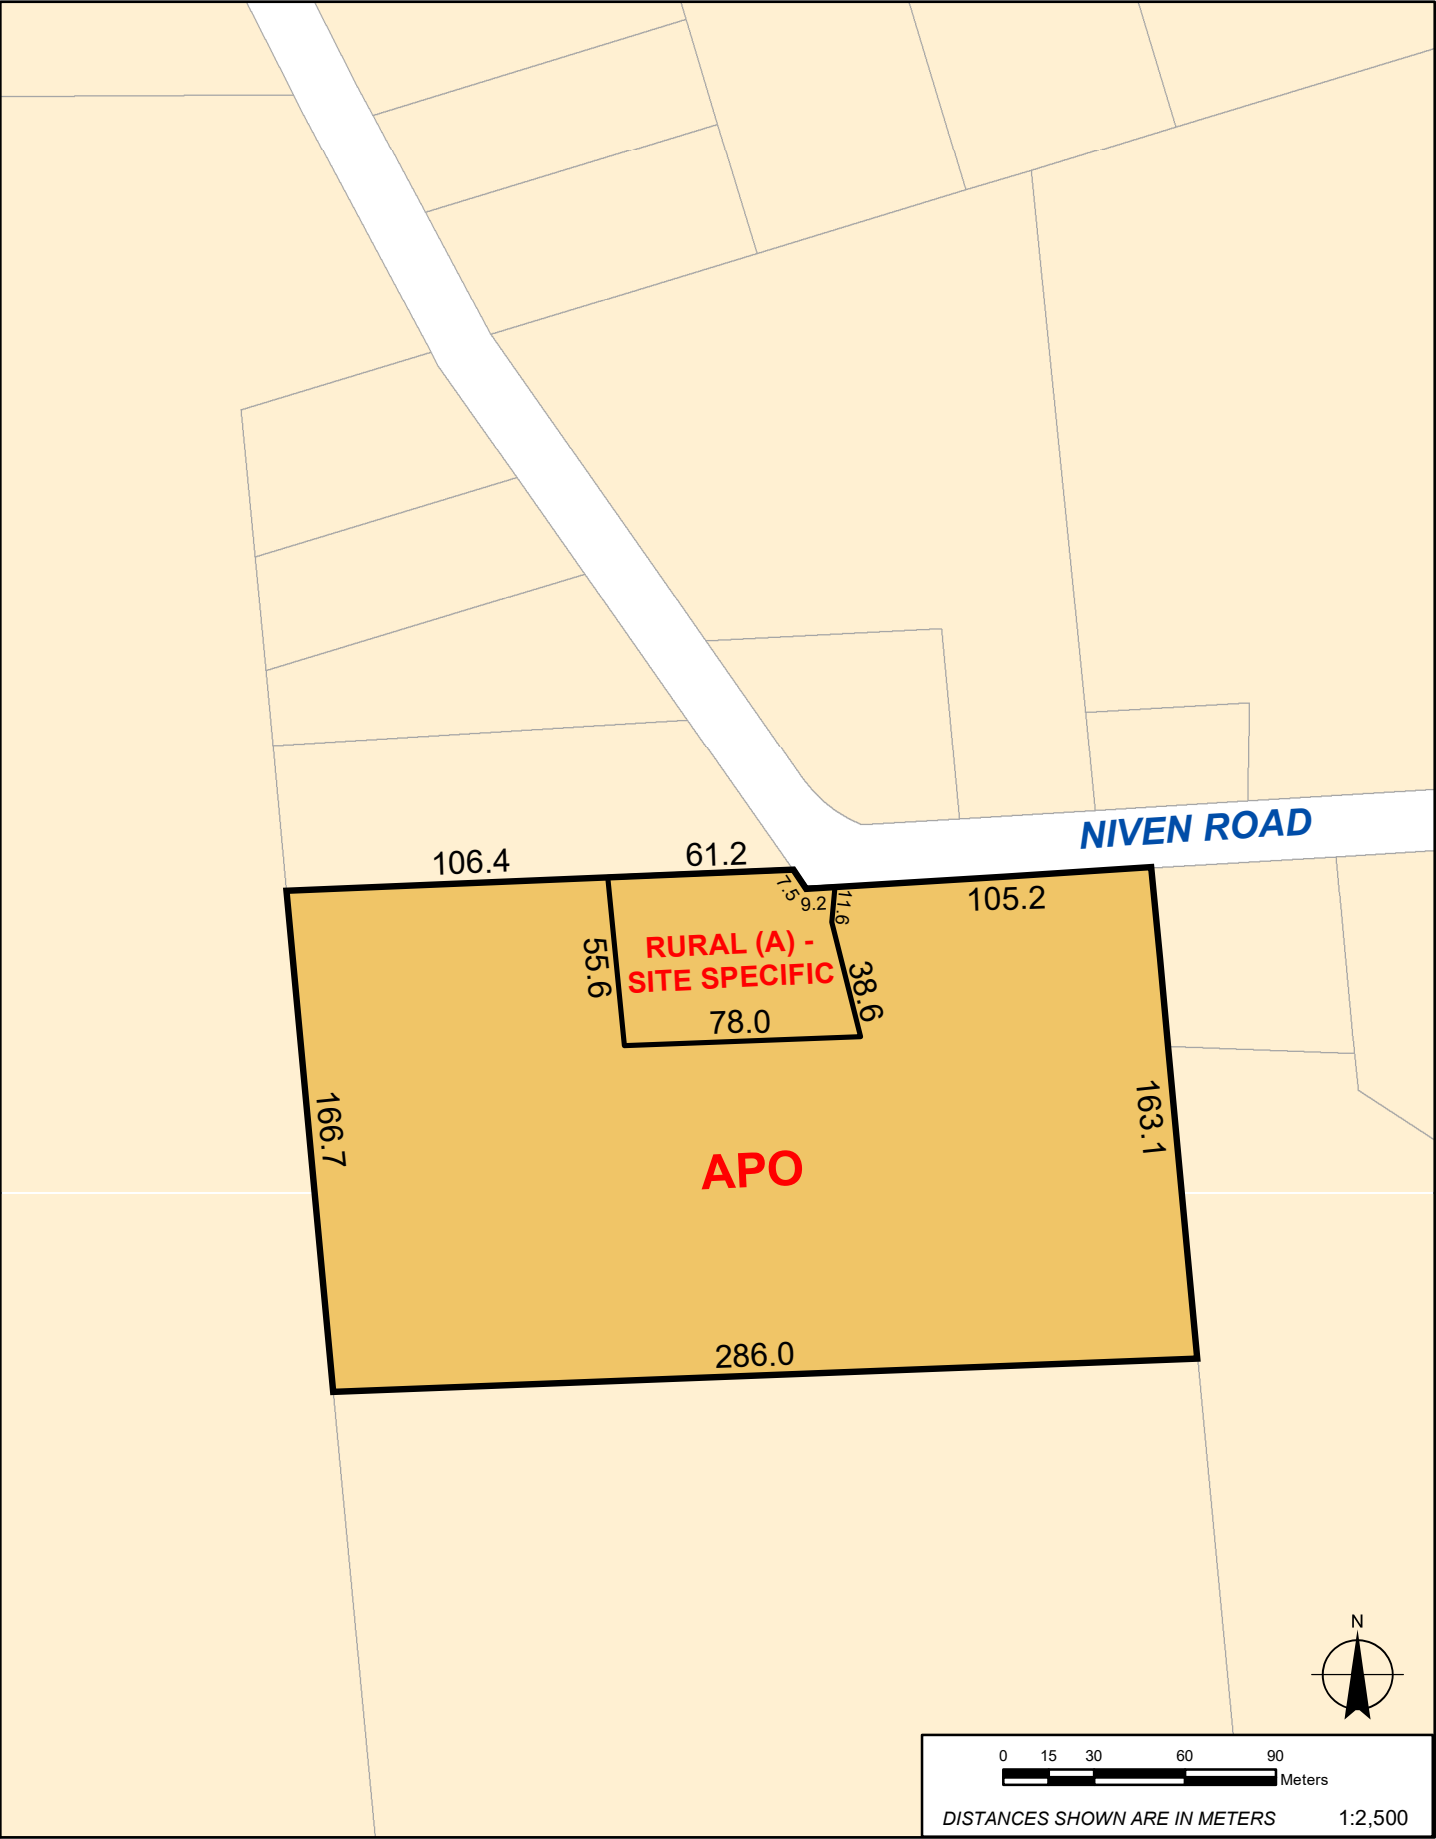 NIVEN ROAD
106.4
61.2
7.5
9.2
11.6
105.2
55.6
RURAL (A) -
SITE SPECIFIC
38.6
78.0
166.7
163.1
APO
286.0
N
0 15 30 60 90
Meters
DISTANCES SHOWN ARE IN METERS 1:2,500